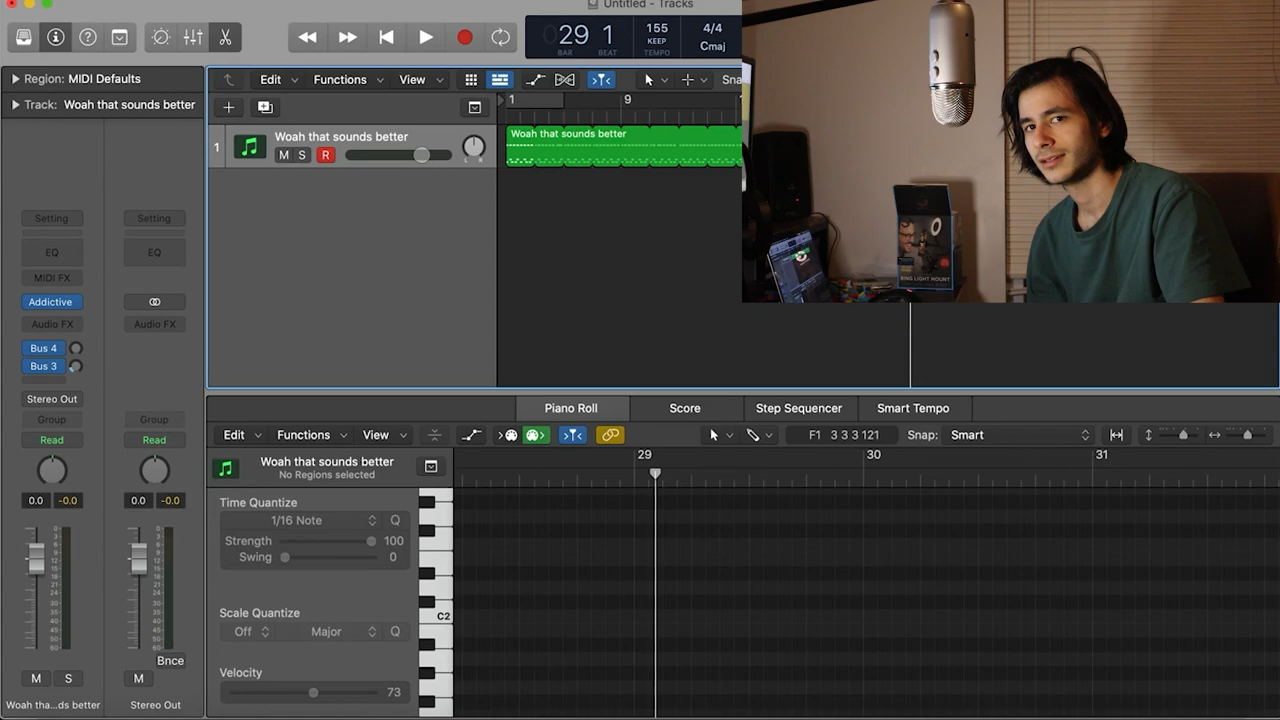 Untitled - Tracks
29 1
BAR BEAT
155
KEEP
TEMPO
4/4
Cmaj
Region: MIDI Defaults
Track: Woah that sounds better
Edit Functions View
Sna
1 9
1
Woah that sounds better
M S R
L R
Woah that sounds better
RING LIGHT MOUNT
Setting Setting
EQ EQ
MIDI FX
Addictive
Audio FX Audio FX
Bus 4
Bus 3
Stereo Out
Group Group
Read Read
0.0 -0.0 0.0 -0.0
Bnce
M S M
Woah tha...ds better Stereo Out
Piano Roll Score Step Sequencer Smart Tempo
Edit Functions View
F1 3 3 3 121
Snap: Smart
Woah that sounds better
No Regions selected
29 30 31
Time Quantize
1/16 Note Q
Strength 100
Swing 0
Scale Quantize
Off Major Q
Velocity
73
C2